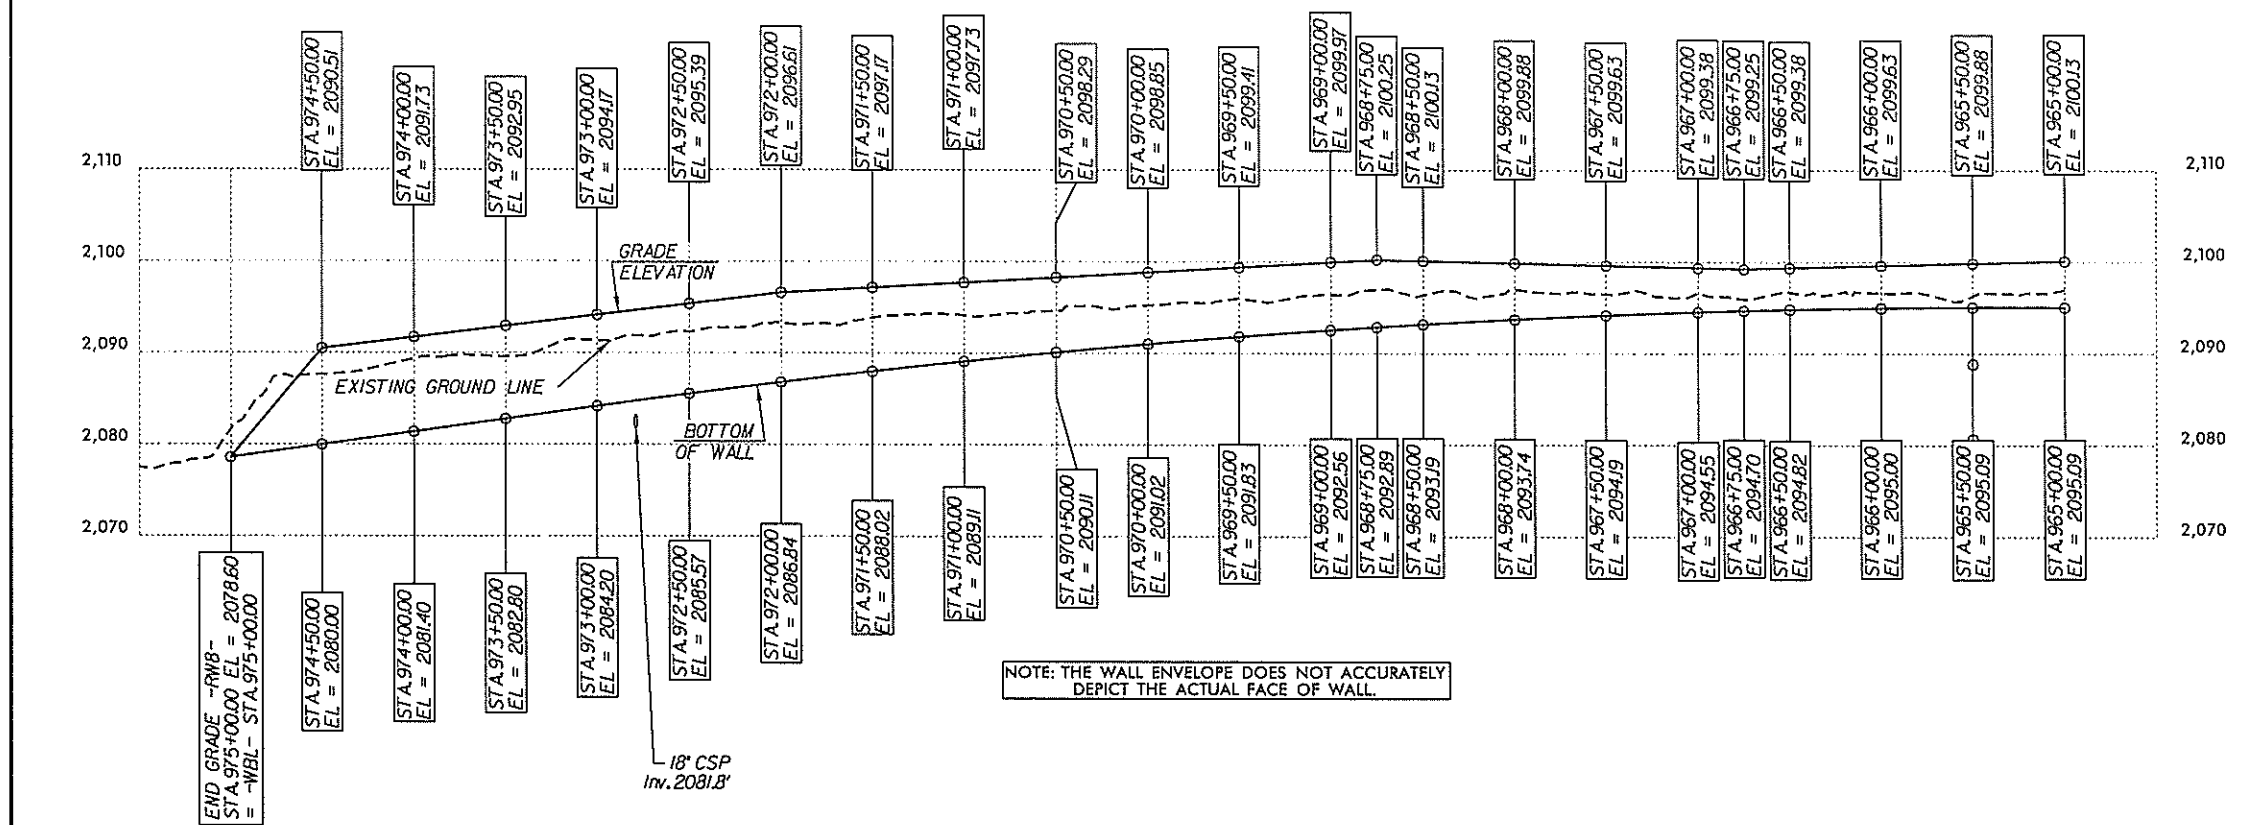 STA.974+50.00
EL = 2090.51
STA.974+00.00
EL = 2091.73
STA.973+50.00
EL = 2092.95
STA.973+00.00
EL = 2094.17
STA.972+50.00
EL = 2095.39
STA.972+00.00
EL = 2096.61
STA.971+50.00
EL = 2097.17
STA.971+00.00
EL = 2097.73
STA.970+50.00
EL = 2098.29
STA.970+00.00
EL = 2098.85
STA.969+50.00
EL = 2099.41
STA.969+00.00
EL = 2099.97
STA.968+75.00
EL = 2100.25
STA.968+50.00
EL = 2100.13
STA.968+00.00
EL = 2099.88
STA.967+50.00
EL = 2099.63
STA.967+00.00
EL = 2099.38
STA.966+75.00
EL = 2099.25
STA.966+50.00
EL = 2099.38
STA.966+00.00
EL = 2099.63
STA.965+50.00
EL = 2099.88
STA.965+00.00
EL = 2100.13
2,110
2,110
2,100
2,100
GRADE
ELEVATION
2,090
2,090
EXISTING GROUND LINE
2,080
2,080
BOTTOM
OF WALL
2,070
2,070
END GRADE -RW8-
STA.975+00.00 EL = 2078.60
= -WBL- STA.975+00.00
STA.974+50.00
EL = 2080.00
STA.974+00.00
EL = 2081.40
STA.973+50.00
EL = 2082.80
STA.973+00.00
EL = 2084.20
STA.972+50.00
EL = 2085.57
STA.972+00.00
EL = 2086.84
STA.971+50.00
EL = 2088.02
STA.971+00.00
EL = 2089.11
STA.970+50.00
EL = 2090.11
STA.970+00.00
EL = 2091.02
STA.969+50.00
EL = 2091.83
STA.969+00.00
EL = 2092.56
STA.968+75.00
EL = 2092.89
STA.968+50.00
EL = 2093.19
STA.968+00.00
EL = 2093.74
STA.967+50.00
EL = 2094.19
STA.967+00.00
EL = 2094.55
STA.966+75.00
EL = 2094.70
STA.966+50.00
EL = 2094.82
STA.966+00.00
EL = 2095.00
STA.965+50.00
EL = 2095.09
STA.965+00.00
EL = 2095.09
NOTE: THE WALL ENVELOPE DOES NOT ACCURATELY
DEPICT THE ACTUAL FACE OF WALL.
18" CSP
Inv. 2081.8'